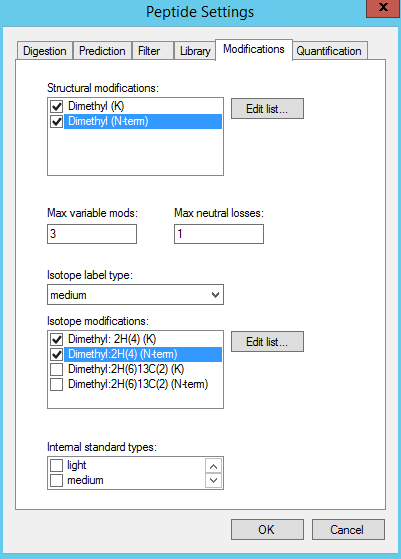 Peptide Settings
x
Digestion Prediction Filter Library Modifications Quantification
Structural modifications:
Dimethyl (K)
Dimethyl (N-term)
Edit list...
Max variable mods: Max neutral losses:
3 1
Isotope label type:
medium
Isotope modifications:
Dimethyl: 2H(4) (K)
Dimethyl:2H(4) (N-term)
Dimethyl:2H(6)13C(2) (K)
Dimethyl:2H(6)13C(2) (N-term)
Edit list...
Internal standard types:
light
medium
OK Cancel